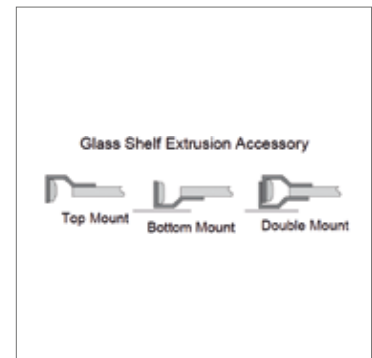 Glass Shelf Extrusion Accessory
Top Mount
Bottom Mount
Double Mount